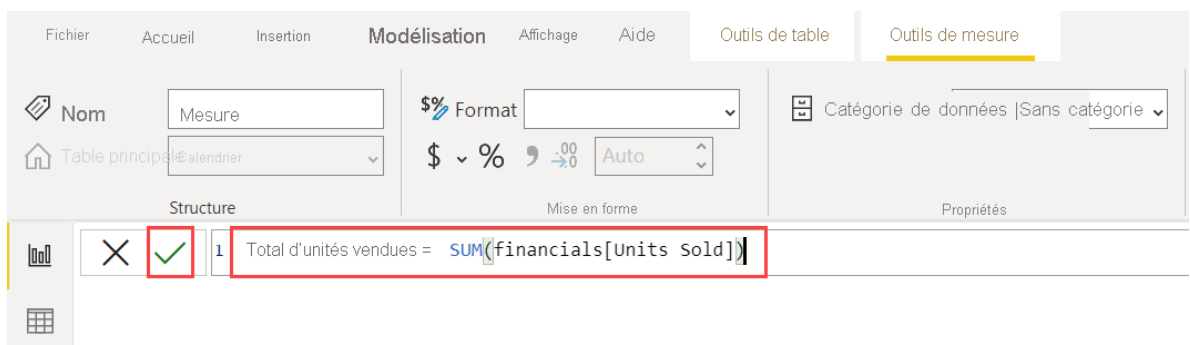 Fichier Accueil Insertion Modélisation Affichage Aide Outils de table Outils de mesure
Nom Mesure $% Format Catégorie de données |Sans catégorie
Table principale Calendrier $ % , .00 →.0 Auto
Structure Mise en forme Propriétés
1 Total d'unités vendues = SUM(financials[Units Sold])